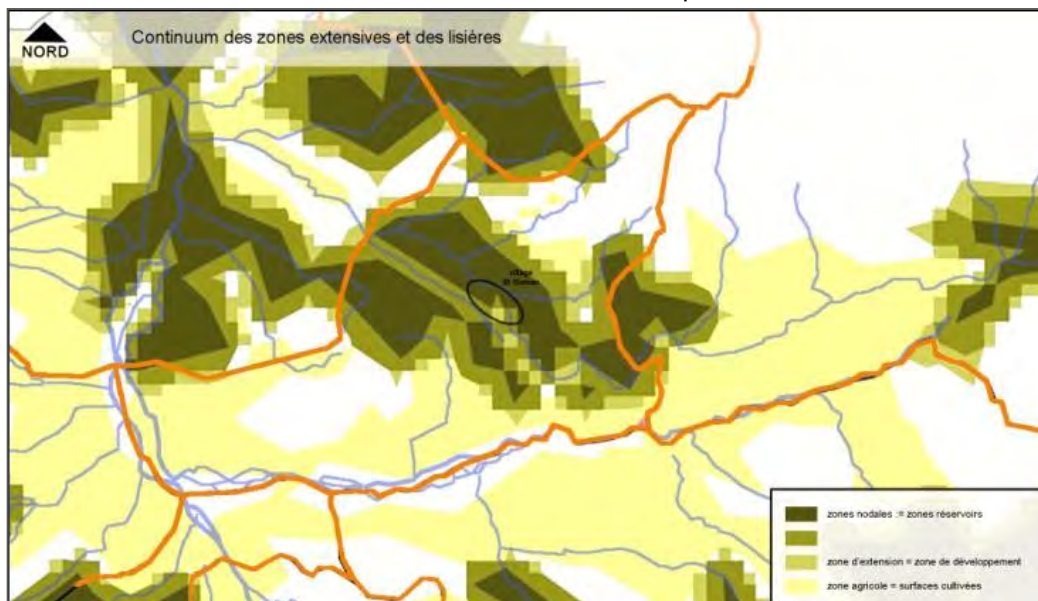 Continuum des zones extensives et des lisières
NORD
village
zones nodales := zones réservoirs
zone d'extension = zone de développement
zone agricole = surfaces cultivées